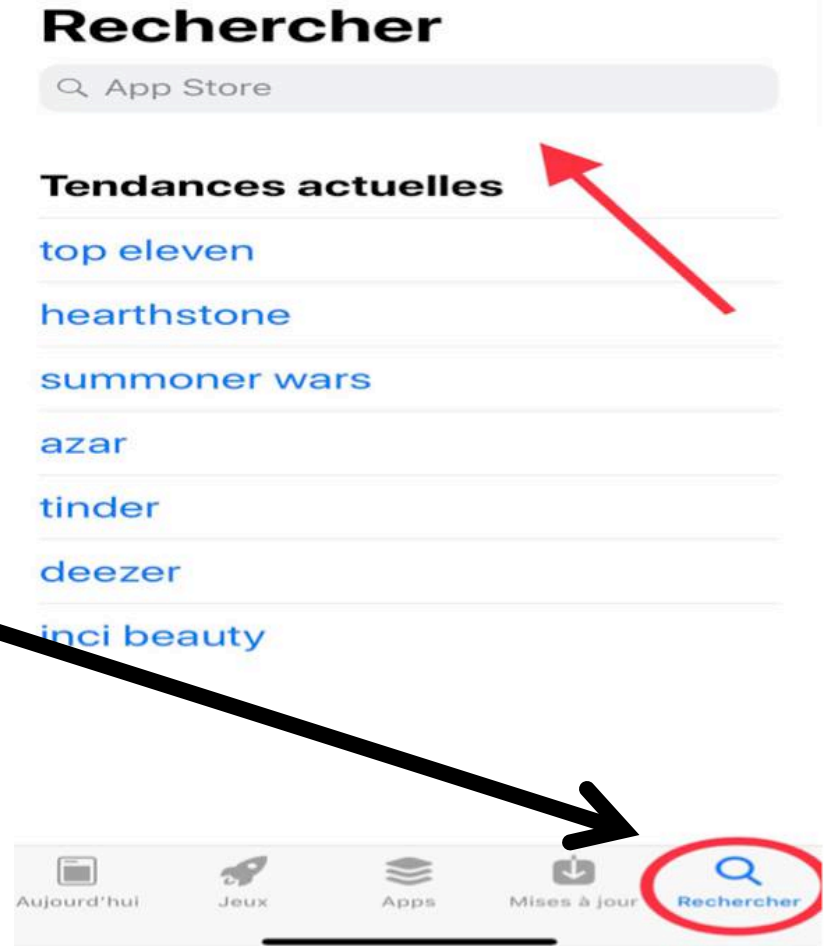 Rechercher
App Store
Tendances actuelles
top eleven
hearthstone
summoner wars
azar
tinder
deezer
inci beauty
Aujourd'hui Jeux Apps Mises à jour Rechercher